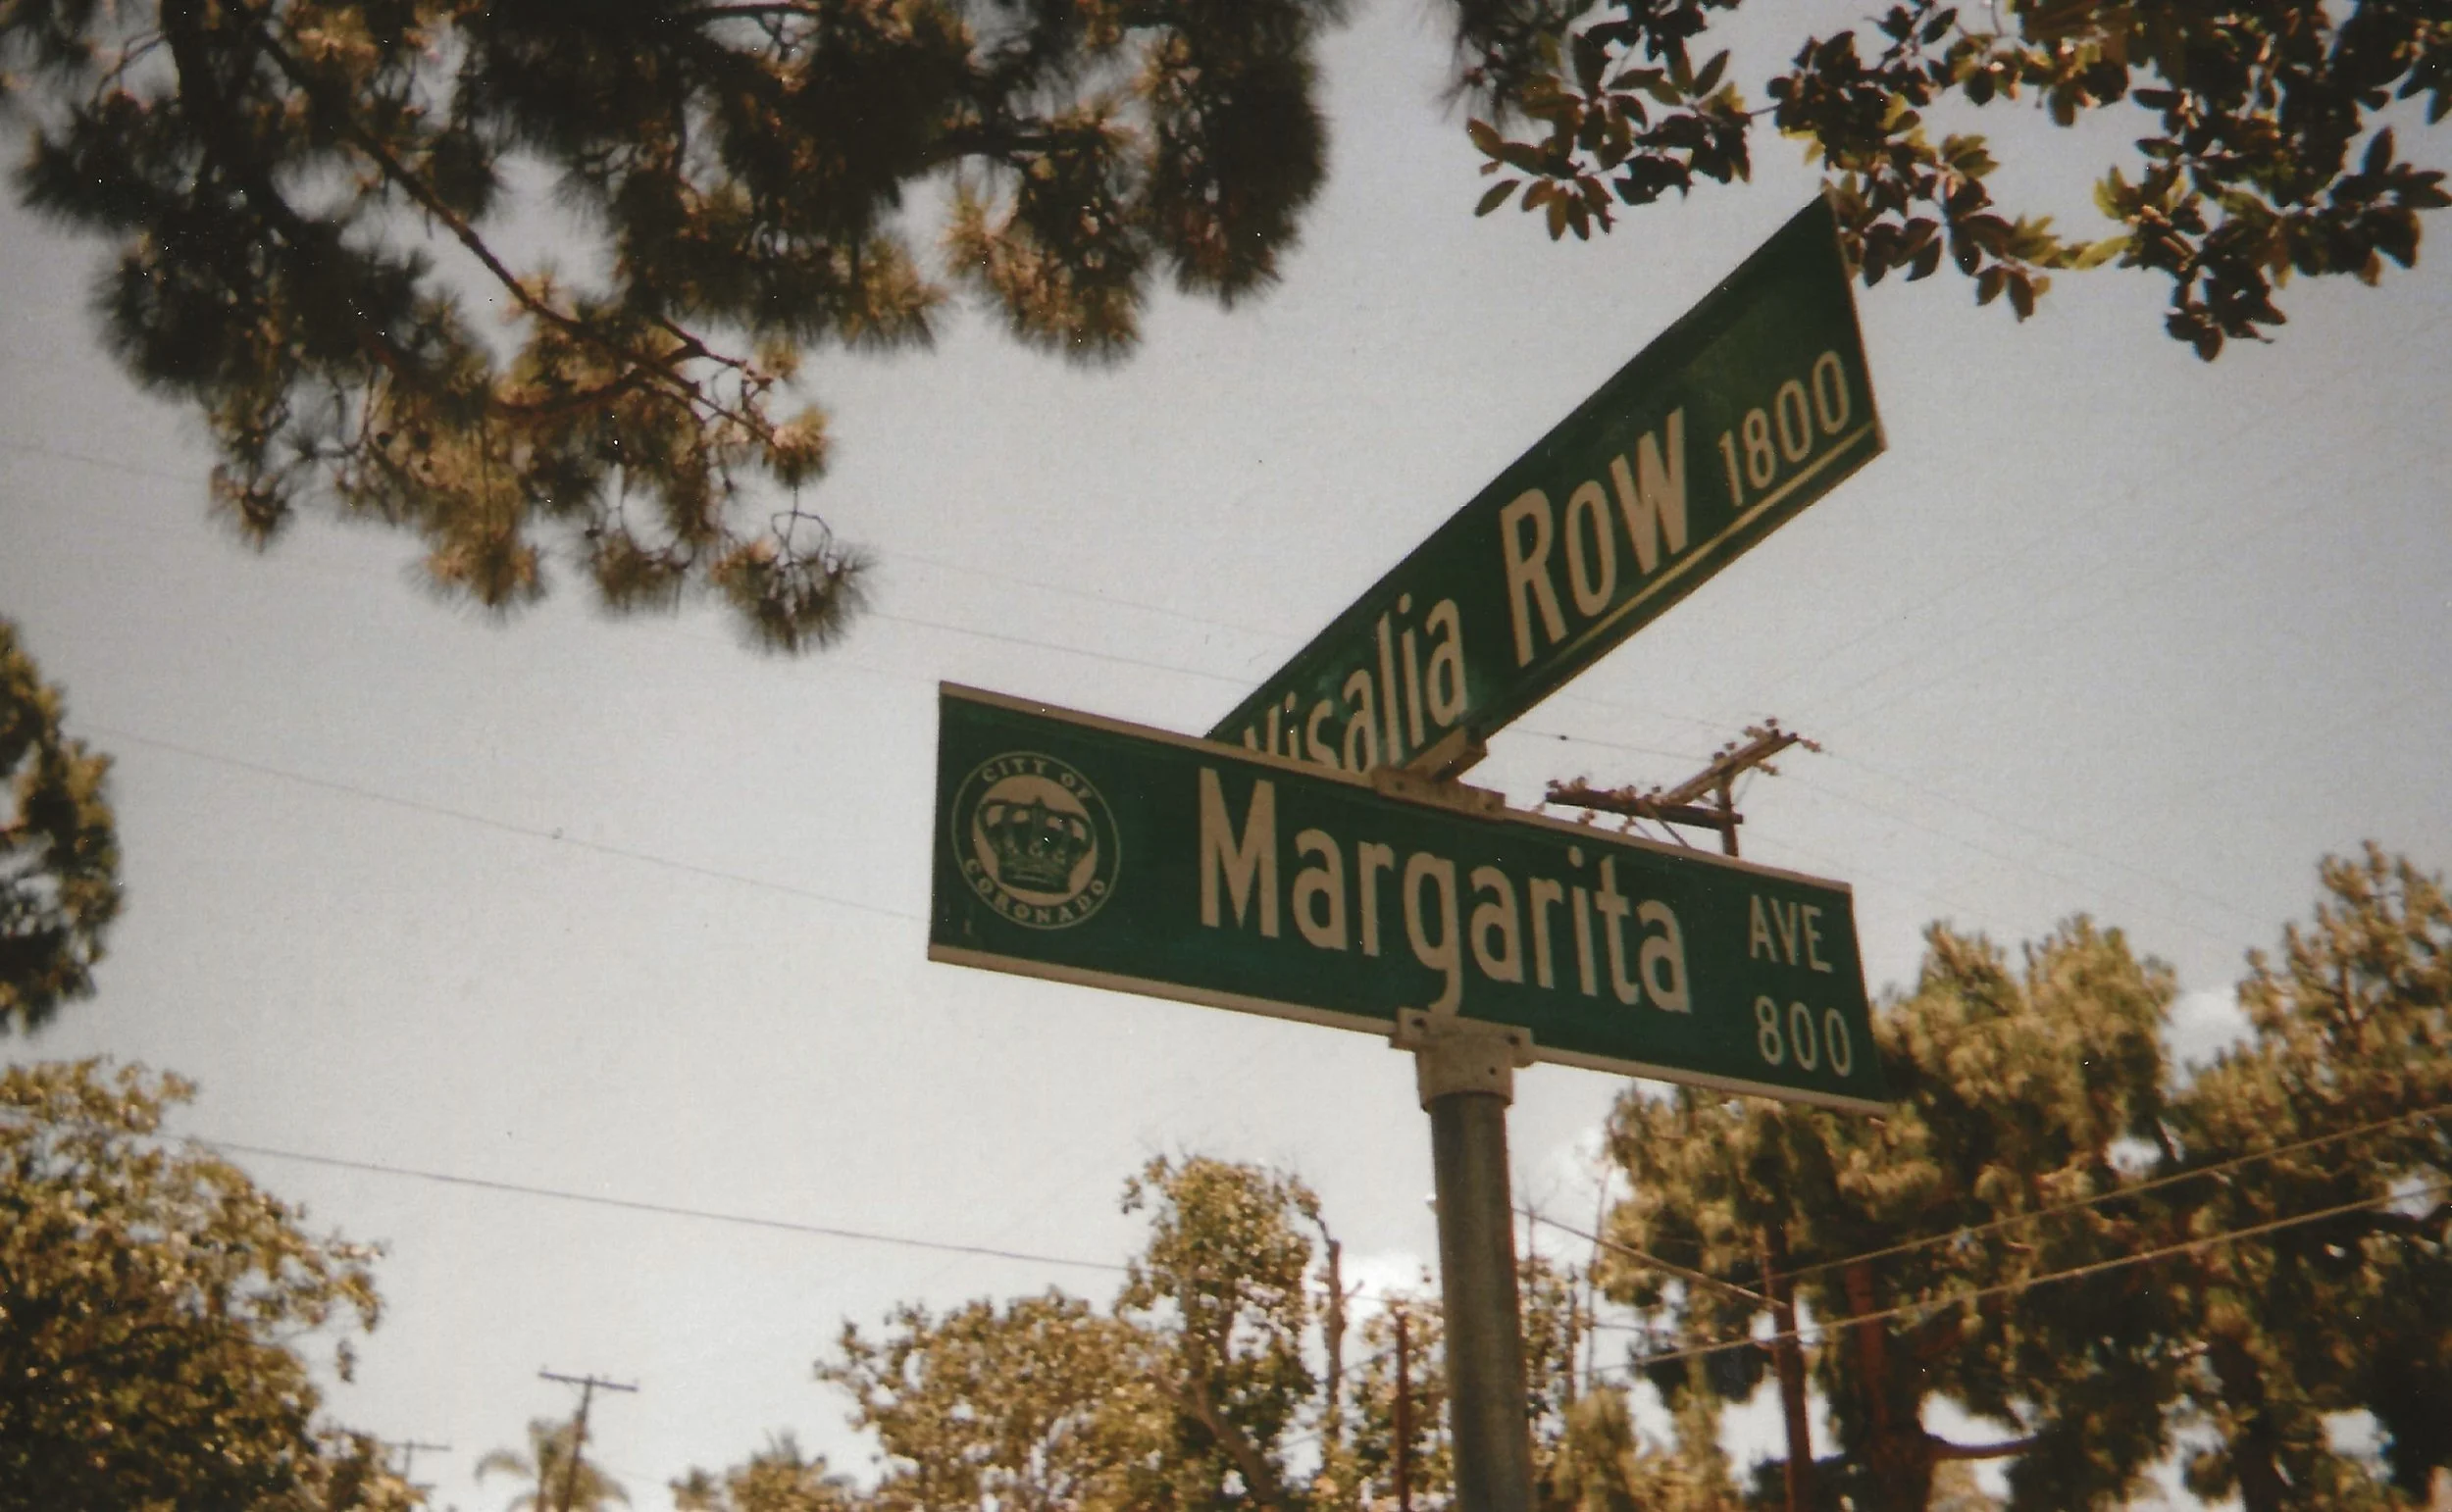 Visalia Row 1800
CITY OF
CORONADO
Margarita AVE
800